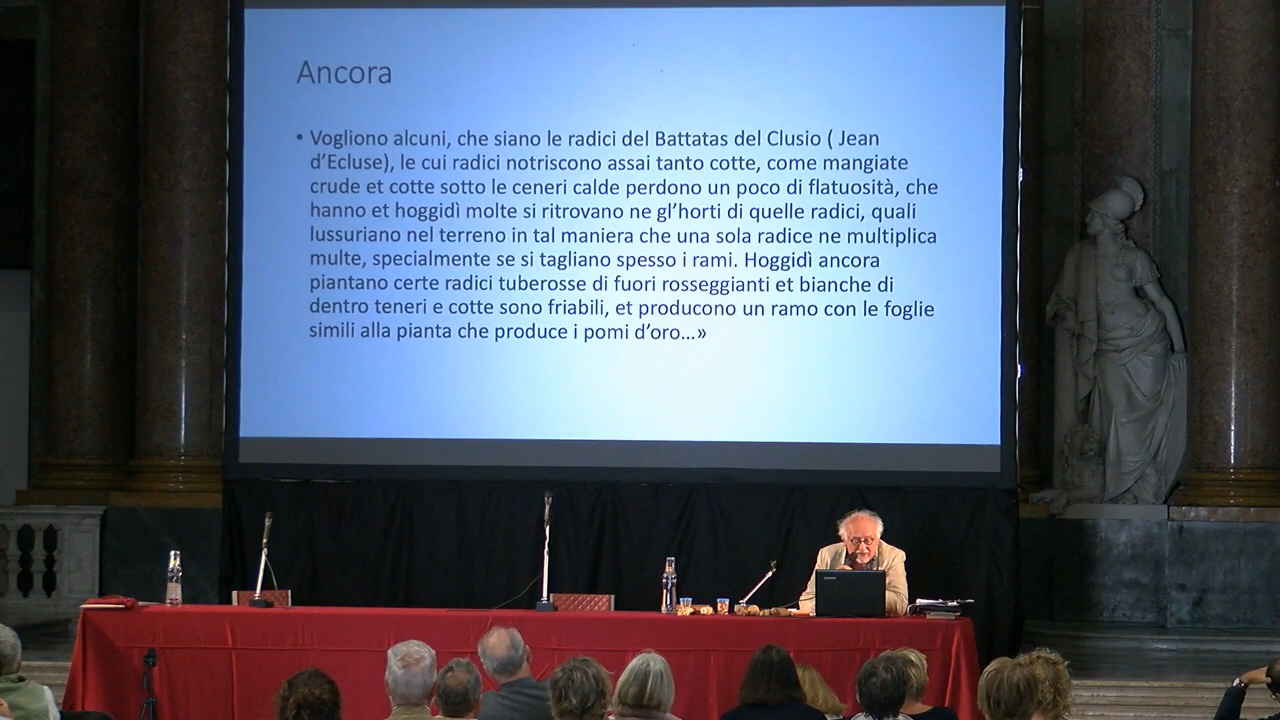 Ancora
• Vogliono alcuni, che siano le radici del Battatas del Clusio ( Jean
d'Ecluse), le cui radici notriscono assai tanto cotte, come mangiate
crude et cotte sotto le ceneri calde perdono un poco di flatuosità, che
hanno et hoggidì molte si ritrovano ne gl'horti di quelle radici, quali
lussuriano nel terreno in tal maniera che una sola radice ne multiplica
multe, specialmente se si tagliano spesso i rami. Hoggidì ancora
piantano certe radici tuberosse di fuori rosseggianti et bianche di
dentro teneri e cotte sono friabili, et producono un ramo con le foglie
simili alla pianta che produce i pomi d'oro...»